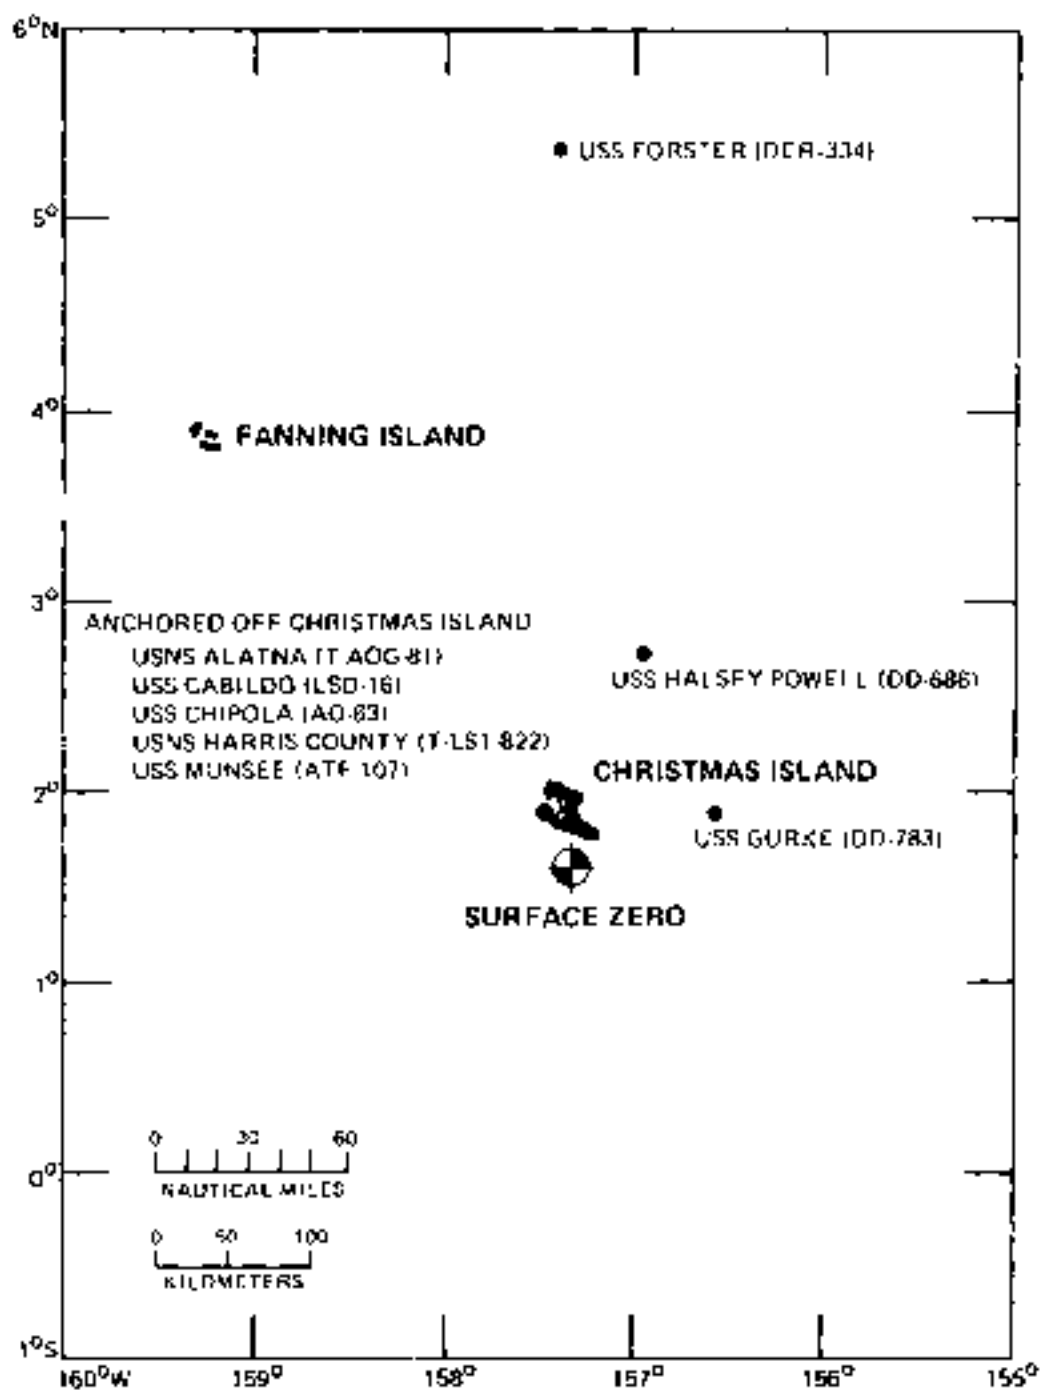 6°N
USS FORSTER (DER-334)
5°
4°
FANNING ISLAND
3°
ANCHORED OFF CHRISTMAS ISLAND
USNS ALATNA (T-AOG-81)
USS CABILDO (LSD-16)
USS CHIPOLA (AO-63)
USNS HARRIS COUNTY (T-LST-822)
USS MUNSEE (ATF-107)
USS HALSEY POWELL (DD-686)
CHRISTMAS ISLAND
2°
USS GURKE (DD-783)
SURFACE ZERO
1°
0 30 60
0°
NAUTICAL MILES
0 50 100
KILOMETERS
1°S
160°W 159° 158° 157° 156° 155°